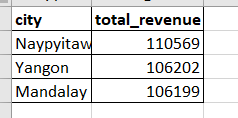 city total_revenue
Naypyitaw 110569
Yangon 106202
Mandalay 106199